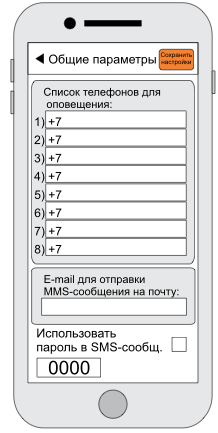 ◀ Общие параметры
Сохранить
настройки
Список телефонов для
оповещения:
1) +7
2) +7
3) +7
4) +7
5) +7
6) +7
7) +7
8) +7
E-mail для отправки
MMS-сообщения на почту:
Использовать
пароль в SMS-сообщ.
0000